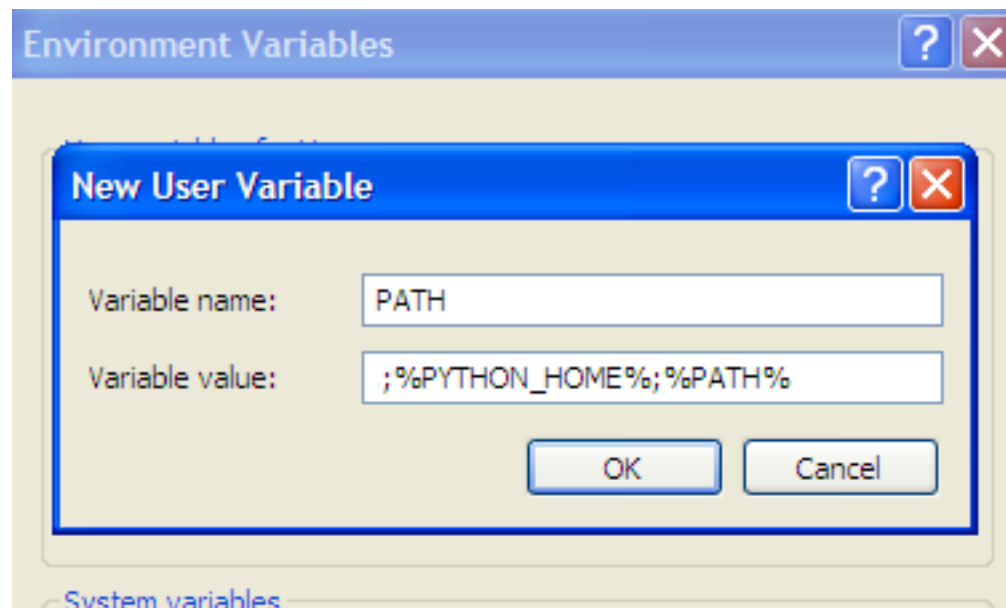 Environment Variables
New User Variable
Variable name:
PATH
Variable value:
;%PYTHON_HOME%;%PATH%
OK
Cancel
System variables